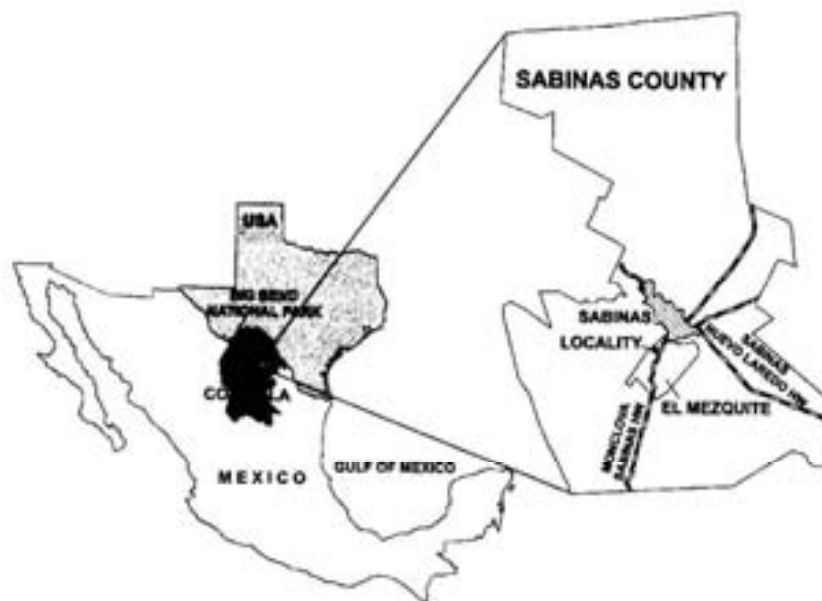 SABINAS COUNTY
USA
BIG BEND
NATIONAL PARK
SABINAS
LOCALITY
SABINAS
NUEVO LAREDO HW
EL MEZQUITE
MONCLOVA
SABINAS HW
MEXICO
GULF OF MEXICO